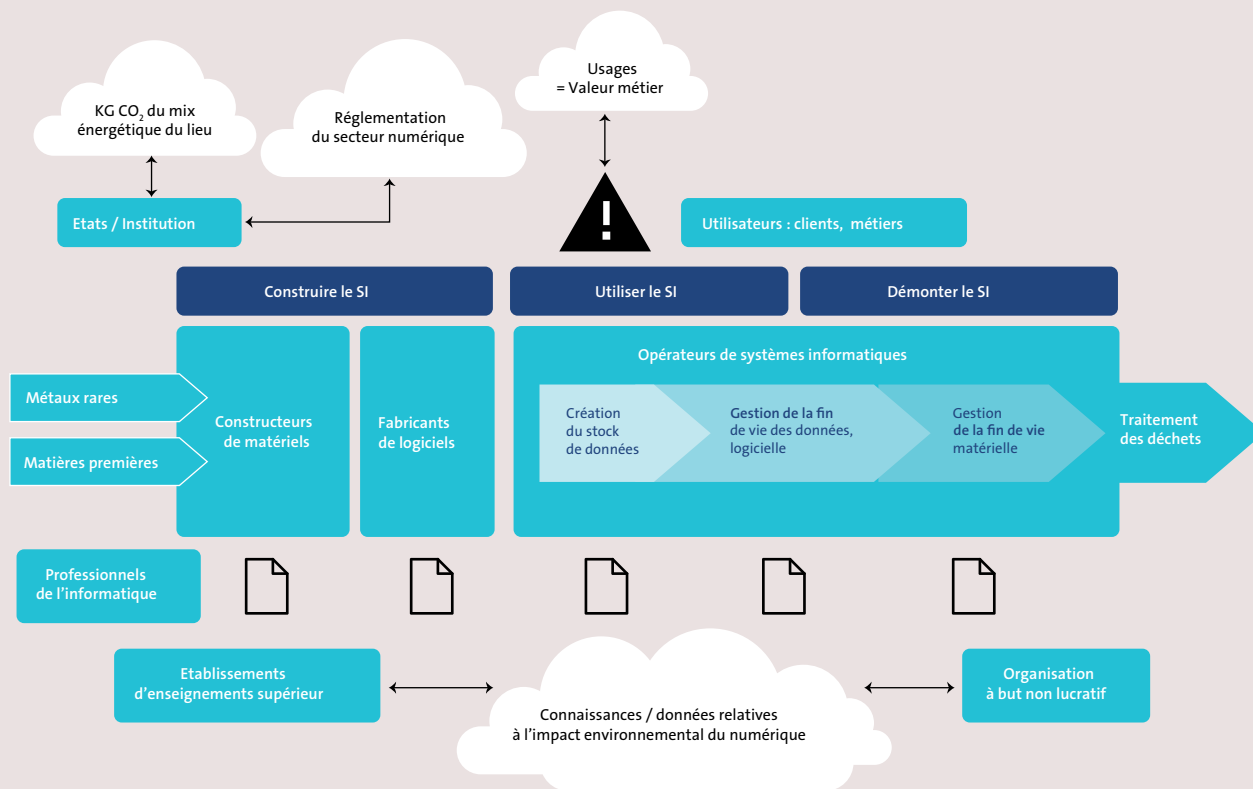 KG CO₂ du mix
énergétique du lieu
Réglementation
du secteur numérique
Usages
= Valeur métier
Etats / Institution
!
Utilisateurs : clients, métiers
Construire le SI
Utiliser le SI
Démonter le SI
Métaux rares
Matières premières
Constructeurs
de matériels
Fabricants
de logiciels
Opérateurs de systèmes informatiques
Création
du stock
de données
Gestion de la fin
de vie des données,
logicielle
Gestion
de la fin de vie
matérielle
Traitement
des déchets
Professionnels
de l'informatique
Etablissements
d'enseignements supérieur
Connaissances / données relatives
à l'impact environnemental du numérique
Organisation
à but non lucratif